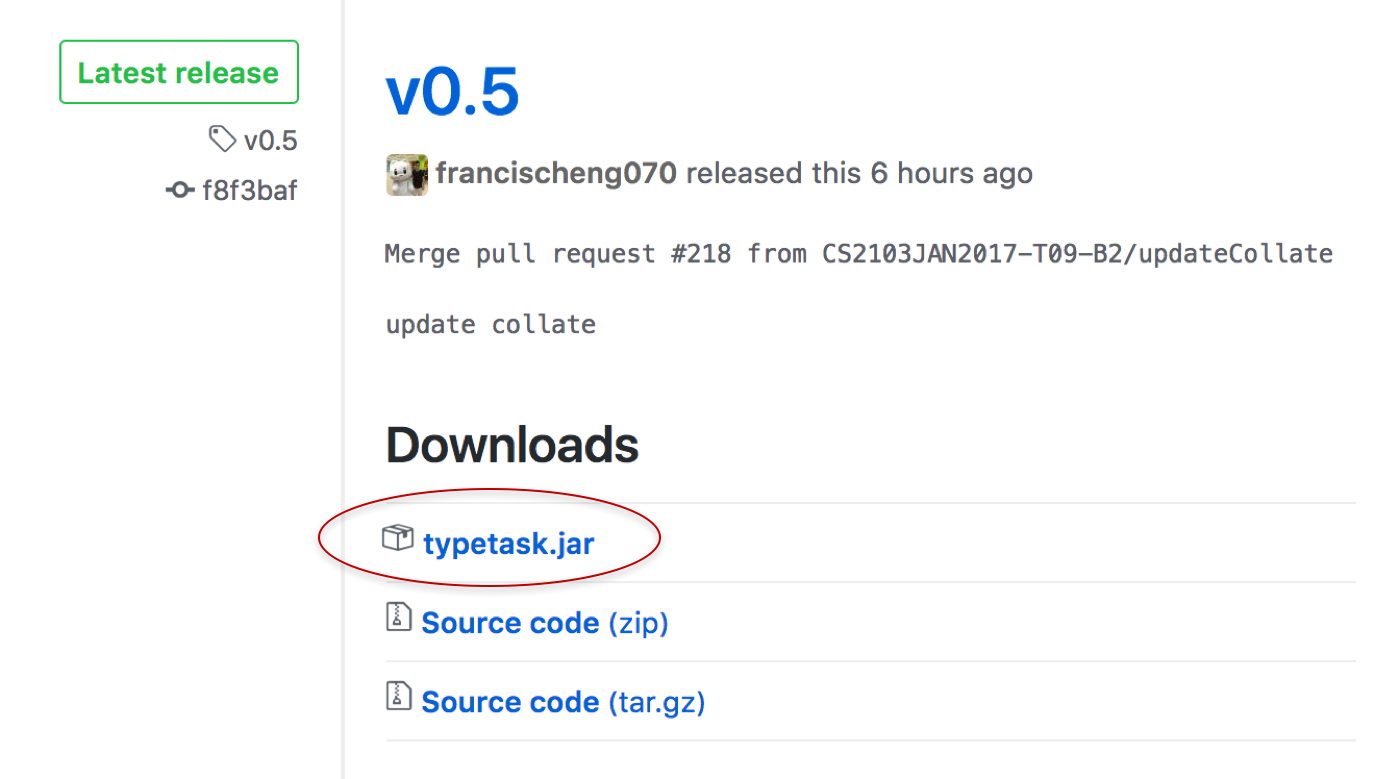 Latest release
v0.5
f8f3baf
v0.5
francischeng070 released this 6 hours ago
Merge pull request #218 from CS2103JAN2017-T09-B2/updateCollate
update collate
Downloads
typetask.jar
Source code (zip)
Source code (tar.gz)